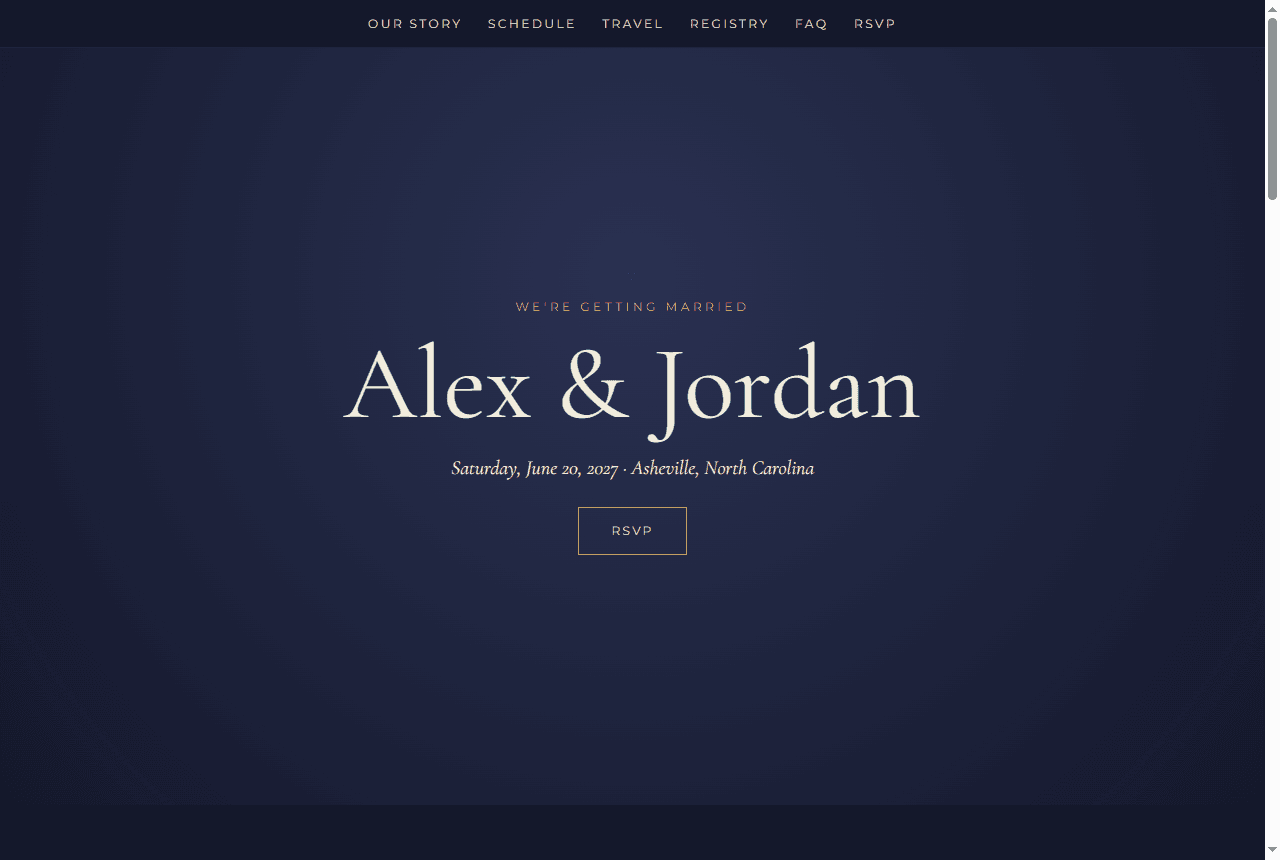 OUR STORY SCHEDULE TRAVEL REGISTRY FAQ RSVP
WE'RE GETTING MARRIED
Alex & Jordan
Saturday, June 20, 2027 · Asheville, North Carolina
RSVP